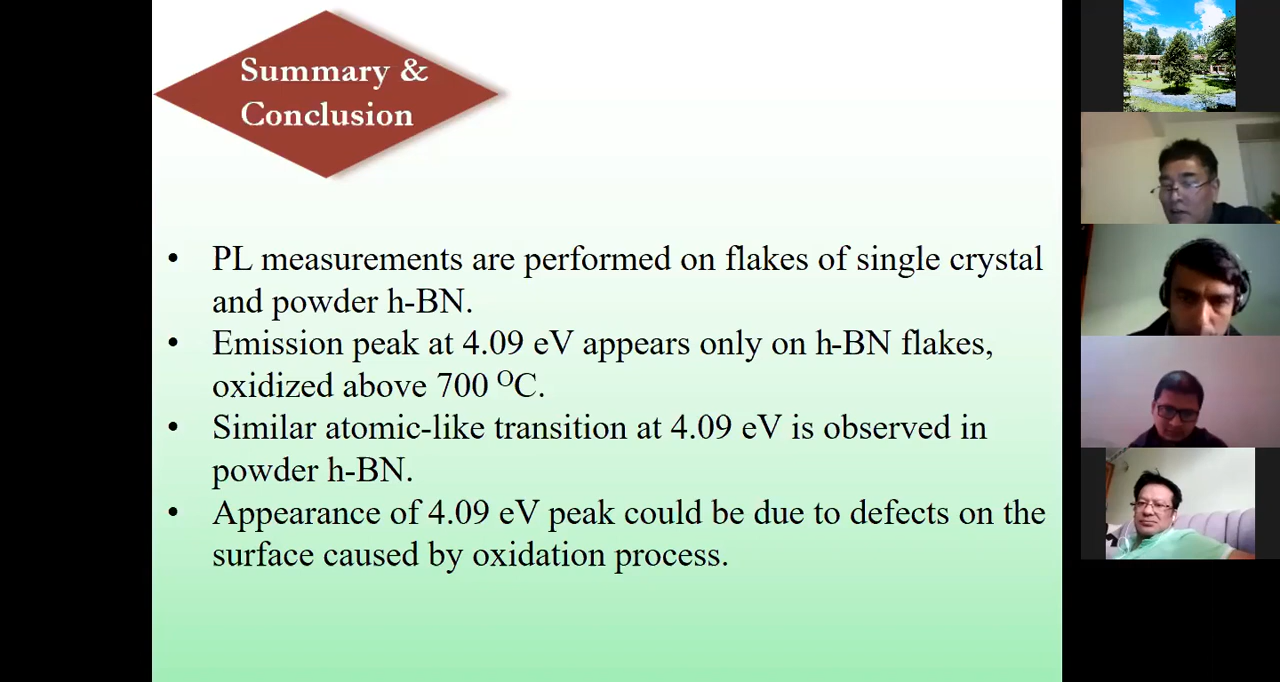 Summary &
Conclusion
• PL measurements are performed on flakes of single crystal
and powder h-BN.
• Emission peak at 4.09 eV appears only on h-BN flakes,
oxidized above 700 ᴼC.
• Similar atomic-like transition at 4.09 eV is observed in
powder h-BN.
• Appearance of 4.09 eV peak could be due to defects on the
surface caused by oxidation process.